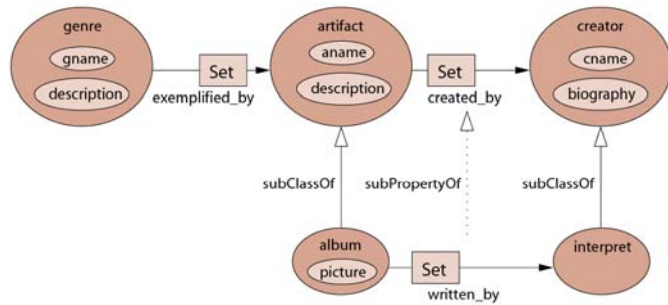 genre
gname
description
Set
exemplified_by
artifact
aname
description
Set
created_by
creator
cname
biography
subClassOf
subPropertyOf
subClassOf
album
picture
Set
written_by
interpret